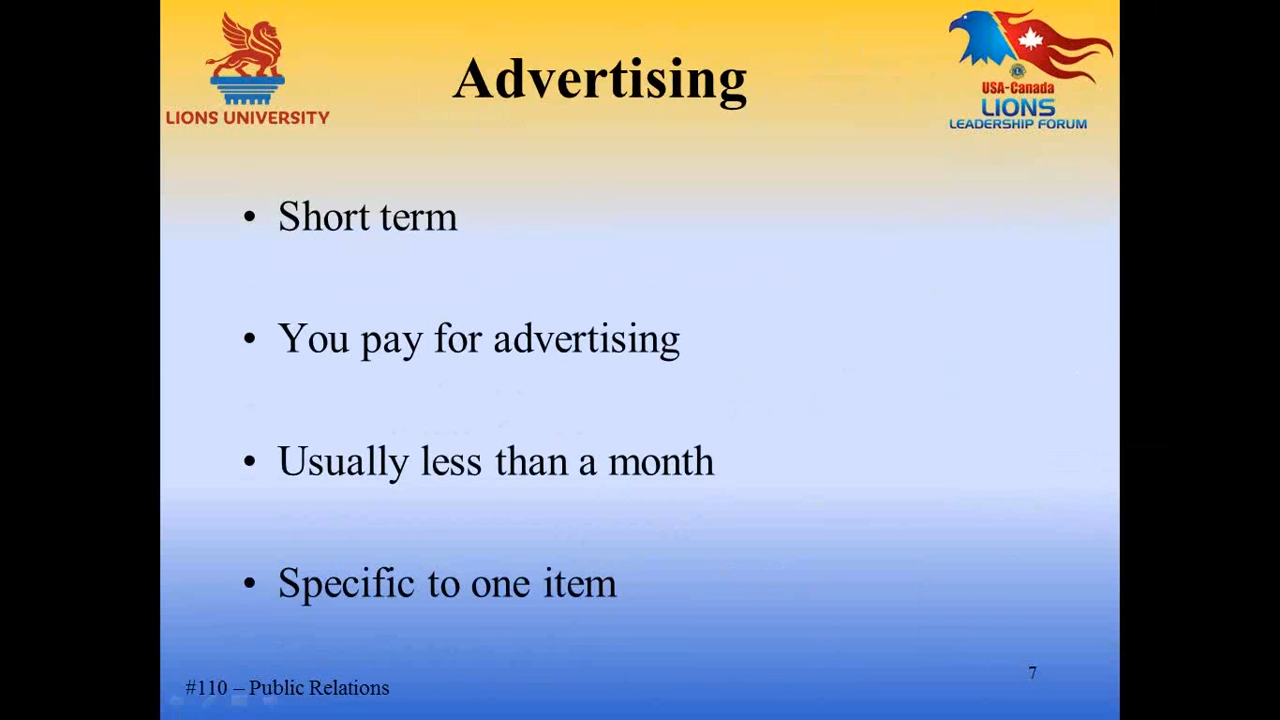 LIONS UNIVERSITY
Advertising
USA-Canada
LIONS
LEADERSHIP FORUM
• Short term
• You pay for advertising
• Usually less than a month
• Specific to one item
#110 – Public Relations
7